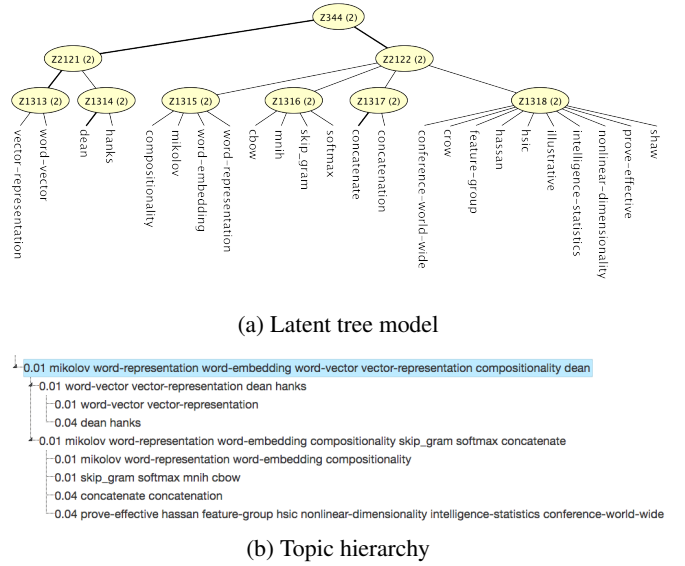 Z344 (2)
Z2121 (2) Z2122 (2)
Z1313 (2) Z1314 (2) Z1315 (2) Z1316 (2) Z1317 (2) Z1318 (2)
vector-representation
word-vector
dean
hanks
compositionality
mikolov
word-embedding
word-representation
cbow
mnih
skip_gram
softmax
concatenate
concatenation
conference-world-wide
crow
feature-group
hassan
hsic
illustrative
intelligence-statistics
nonlinear-dimensionality
prove-effective
shaw
(a) Latent tree model
0.01 mikolov word-representation word-embedding word-vector vector-representation compositionality dean
0.01 word-vector vector-representation dean hanks
0.01 word-vector vector-representation
0.04 dean hanks
0.01 mikolov word-representation word-embedding compositionality skip_gram softmax concatenate
0.01 mikolov word-representation word-embedding compositionality
0.01 skip_gram softmax mnih cbow
0.04 concatenate concatenation
0.04 prove-effective hassan feature-group hsic nonlinear-dimensionality intelligence-statistics conference-world-wide
(b) Topic hierarchy